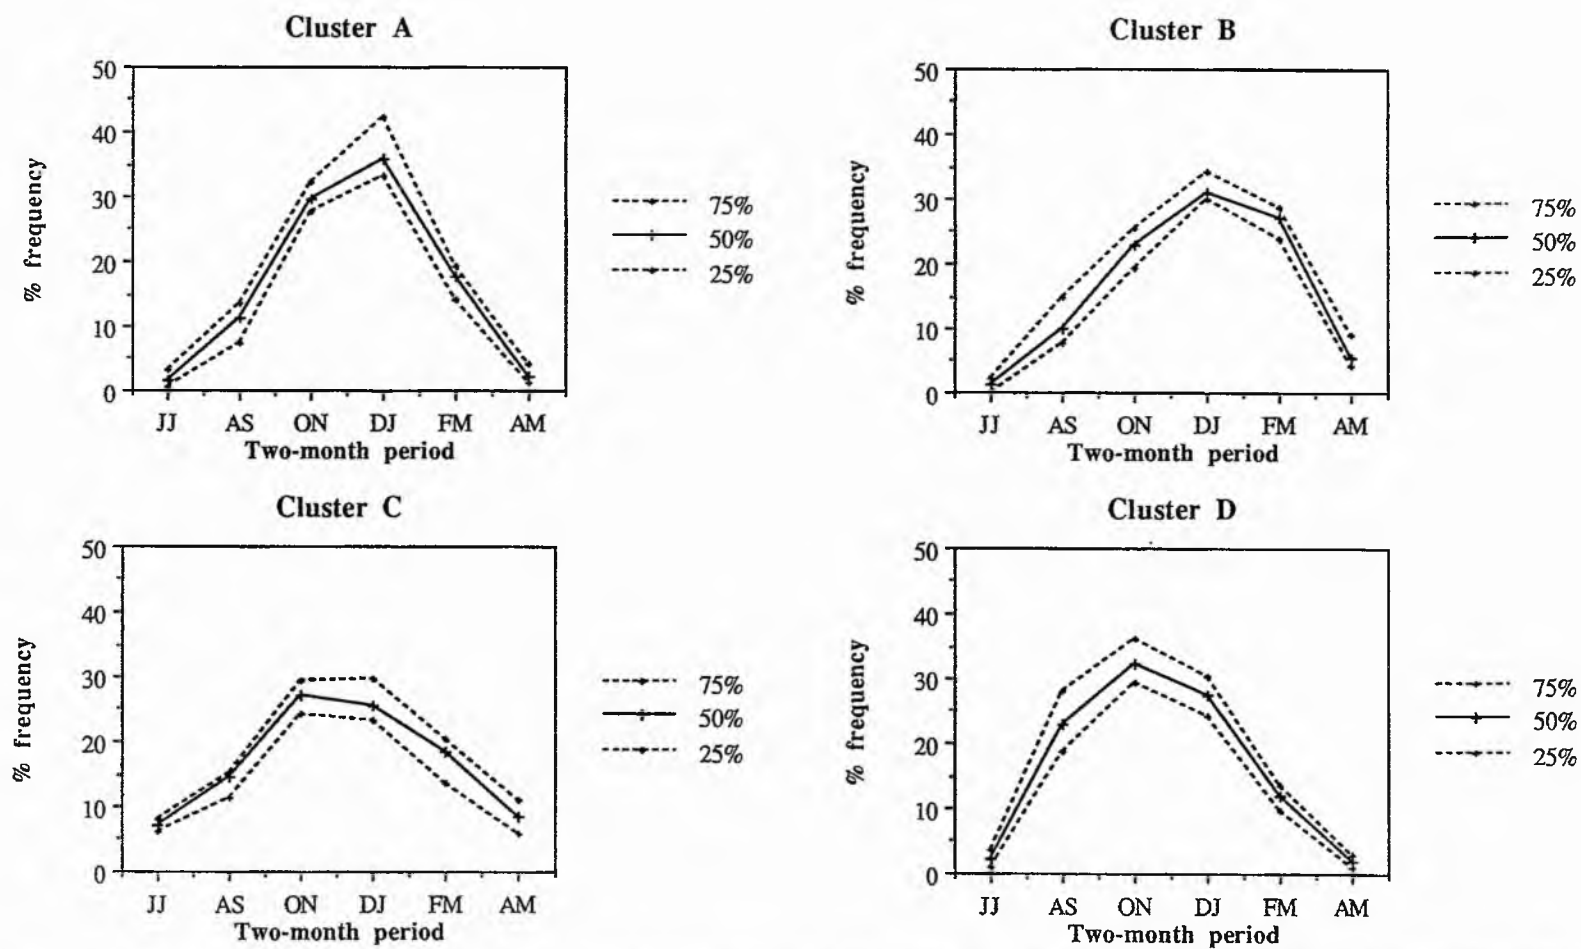 Cluster A
% frequency
50
40
30
20
10
0
JJ AS ON DJ FM AM
Two-month period
75%
50%
25%
Cluster B
% frequency
50
40
30
20
10
0
JJ AS ON DJ FM AM
Two-month period
75%
50%
25%
Cluster C
% frequency
50
40
30
20
10
0
JJ AS ON DJ FM AM
Two-month period
75%
50%
25%
Cluster D
% frequency
50
40
30
20
10
0
JJ AS ON DJ FM AM
Two-month period
75%
50%
25%